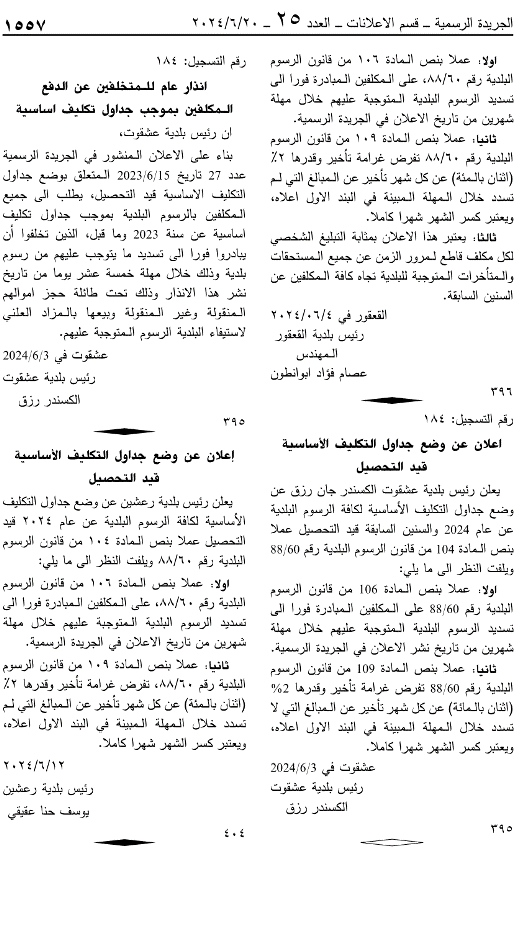 الجريدة الرسمية ــ قسم الاعلانات ــ العدد ٢٥ ــ ٢٠٢٤/٦/٢٠
١٥٥٧
اولا: عملا بنص المادة ١٠٦ من قانون الرسوم
البلدية رقم ٨٨/٦٠، على المكلفين المبادرة فورا الى
تسديد الرسوم البلدية المتوجبة عليهم خلال مهلة
شهرين من تاريخ الاعلان في الجريدة الرسمية.
ثانيا: عملا بنص المادة ١٠٩ من قانون الرسوم
البلدية رقم ٨٨/٦٠ تفرض غرامة تأخير وقدرها ٢٪
(اثنان بالمئة) عن كل شهر تأخير عن المبالغ التي لم
تسدد خلال المهلة المبينة في البند الاول اعلاه،
ويعتبر كسر الشهر شهرا كاملا.
ثالثا: يعتبر هذا الاعلان بمثابة التبليغ الشخصي
لكل مكلف قاطع لمرور الزمن عن جميع المستحقات
والمتأخرات المتوجبة للبلدية تجاه كافة المكلفين عن
السنين السابقة.
القعقور في ٢٠٢٤/٠٦/٤
رئيس بلدية القعقور
المهندس
عصام فؤاد ابوانطون
٣٩٦
رقم التسجيل: ١٨٤
اعلان عن وضع جداول التكليف الأساسية
قيد التحصيل
يعلن رئيس بلدية عشقوت الكسندر جان رزق عن
وضع جداول التكليف الأساسية لكافة الرسوم البلدية
عن عام 2024 والسنين السابقة قيد التحصيل عملا
بنص المادة 104 من قانون الرسوم البلدية رقم 88/60
ويلفت النظر الى ما يلي:
اولا: عملا بنص المادة 106 من قانون الرسوم
البلدية رقم 88/60 على المكلفين المبادرة فورا الى
تسديد الرسوم البلدية المتوجبة عليهم خلال مهلة
شهرين من تاريخ نشر الاعلان في الجريدة الرسمية.
ثانيا: عملا بنص المادة 109 من قانون الرسوم
البلدية رقم 88/60 تفرض غرامة تأخير وقدرها 2%
(اثنان بالمائة) عن كل شهر تأخير عن المبالغ التي لا
تسدد خلال المهلة المبينة في البند الاول اعلاه،
ويعتبر كسر الشهر شهرا كاملا.
عشقوت في 2024/6/3
رئيس بلدية عشقوت
الكسندر رزق
٣٩٥
رقم التسجيل: ١٨٤
انذار عام للمتخلفين عن الدفع
المكلفين بموجب جداول تكليف اساسية
ان رئيس بلدية عشقوت،
بناء على الاعلان المنشور في الجريدة الرسمية
عدد 27 تاريخ 2023/6/15 المتعلق بوضع جداول
التكاليف الاساسية قيد التحصيل، يطلب الى جميع
المكلفين بالرسوم البلدية بموجب جداول تكليف
اساسية عن سنة 2023 وما قبل، الذين تخلفوا أن
يبادروا فورا الى تسديد ما يتوجب عليهم من رسوم
بلدية وذلك خلال مهلة خمسة عشر يوما من تاريخ
نشر هذا الانذار وذلك تحت طائلة حجز اموالهم
المنقولة وغير المنقولة وبيعها بالمزاد العلني
لاستيفاء البلدية الرسوم المتوجبة عليهم.
عشقوت في 2024/6/3
رئيس بلدية عشقوت
الكسندر رزق
٣٩٥
إعلان عن وضع جداول التكليف الأساسية
قيد التحصيل
يعلن رئيس بلدية رعشين عن وضع جداول التكليف
الأساسية لكافة الرسوم البلدية عن عام ٢٠٢٤ قيد
التحصيل عملا بنص المادة ١٠٤ من قانون الرسوم
البلدية رقم ٨٨/٦٠ ويلفت النظر الى ما يلي:
اولا: عملا بنص المادة ١٠٦ من قانون الرسوم
البلدية رقم ٨٨/٦٠، على المكلفين المبادرة فورا الى
تسديد الرسوم البلدية المتوجبة عليهم خلال مهلة
شهرين من تاريخ الاعلان في الجريدة الرسمية.
ثانيا: عملا بنص المادة ١٠٩ من قانون الرسوم
البلدية رقم ٨٨/٦٠، تفرض غرامة تأخير وقدرها ٢٪
(اثنان بالمئة) عن كل شهر تأخير عن المبالغ التي لم
تسدد خلال المهلة المبينة في البند الاول اعلاه،
ويعتبر كسر الشهر شهرا كاملا.
٢٠٢٤/٦/١٢
رئيس بلدية رعشين
يوسف حنا عقيقي
٤٠٤